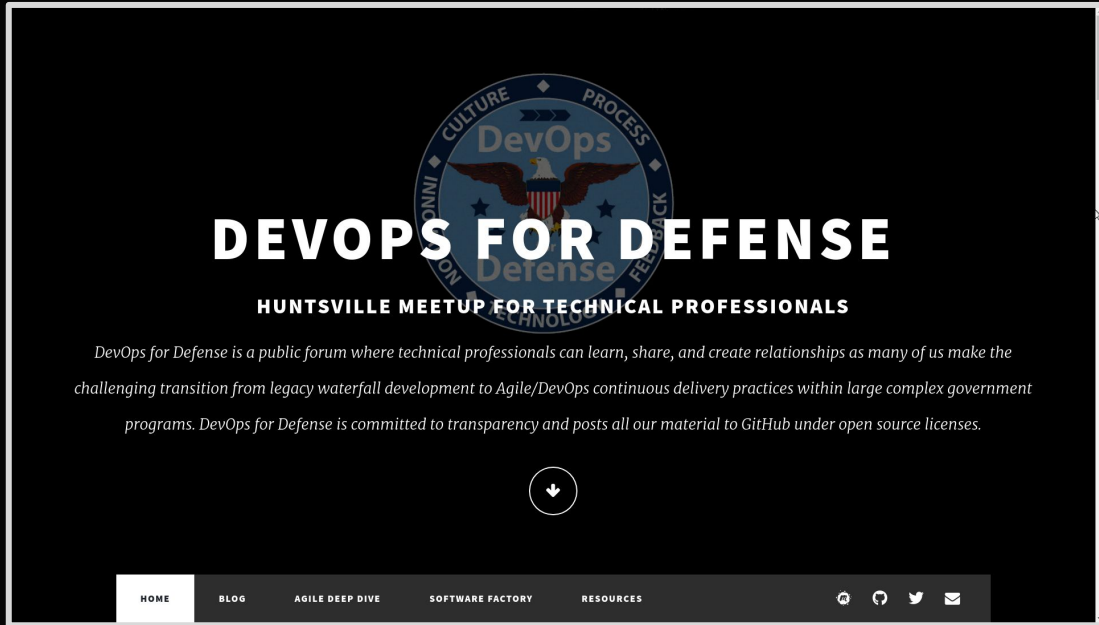 CULTURE ◆ PROCESS
DevOps
FEEDBACK
DEVOPS FOR DEFENSE
Defense
HUNTSVILLE MEETUP FOR TECHNICAL PROFESSIONALS
DevOps for Defense is a public forum where technical professionals can learn, share, and create relationships as many of us make the
challenging transition from legacy waterfall development to Agile/DevOps continuous delivery practices within large complex government
programs. DevOps for Defense is committed to transparency and posts all our material to GitHub under open source licenses.
HOME BLOG AGILE DEEP DIVE SOFTWARE FACTORY RESOURCES